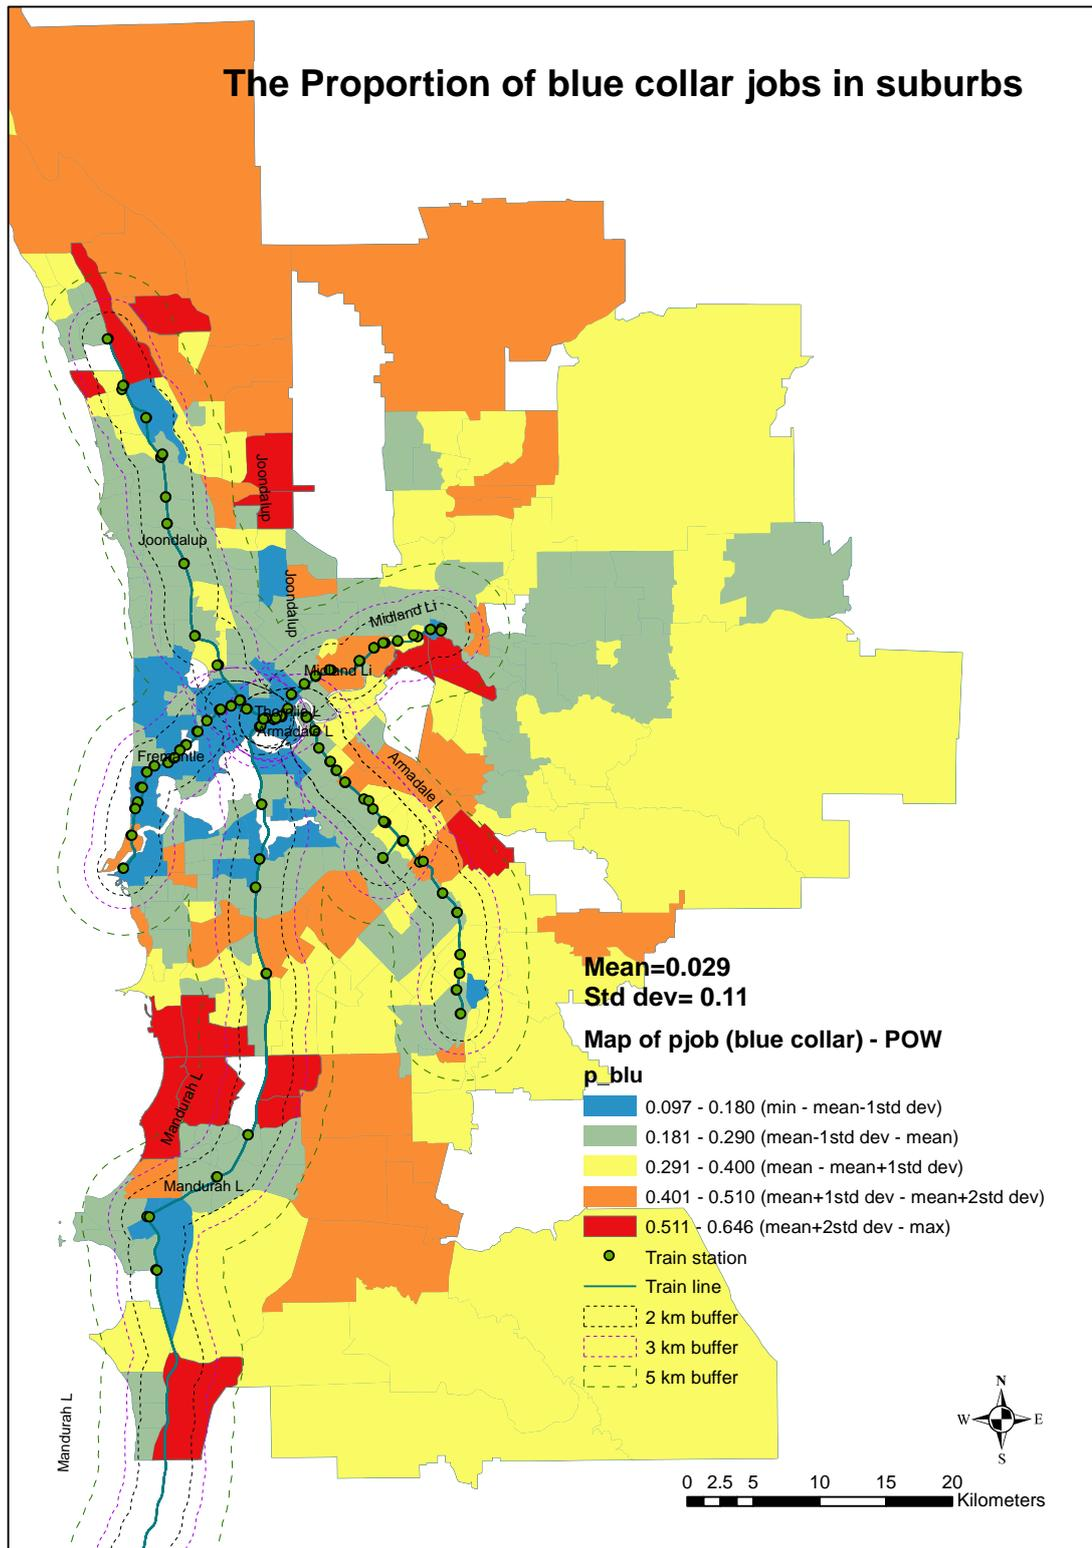 The Proportion of blue collar jobs in suburbs
Joondalup
Joondalup
Joondalup
Midland Li
Midland Li
Thornlie L
Armadale L
Fremantle
Armadale L
Mandurah L
Mandurah L
Mandurah L
Mean=0.029
Std dev= 0.11
Map of pjob (blue collar) - POW
p_blu
0.097 - 0.180 (min - mean-1std dev)
0.181 - 0.290 (mean-1std dev - mean)
0.291 - 0.400 (mean - mean+1std dev)
0.401 - 0.510 (mean+1std dev - mean+2std dev)
0.511 - 0.646 (mean+2std dev - max)
Train station
Train line
2 km buffer
3 km buffer
5 km buffer
N
W E
S
0 2.5 5 10 15 20
Kilometers